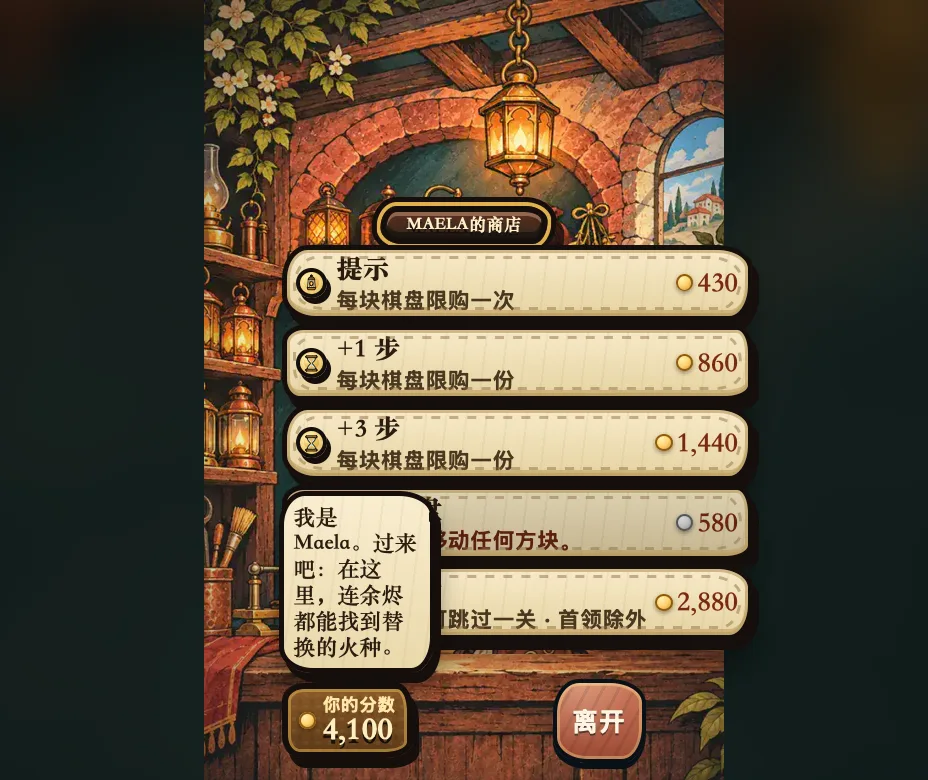 MAELA的商店
提示
每块棋盘限购一次
430
+1 步
每块棋盘限购一份
860
+3 步
每块棋盘限购一份
1,440
移动任何方块。
580
跳过一关 · 首领除外
2,880
我是
Maela。过来
吧：在这
里，连余烬
都能找到替
换的火种。
你的分数
4,100
离开